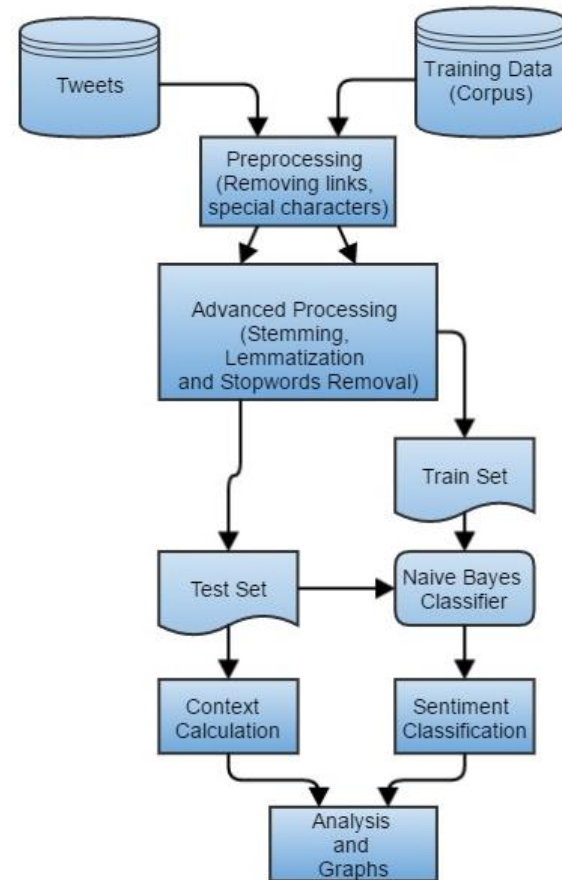 Tweets
Training Data
(Corpus)
Preprocessing
(Removing links,
special characters)
Advanced Processing
(Stemming,
Lemmatization
and Stopwords Removal)
Train Set
Test Set
Naive Bayes
Classifier
Context
Calculation
Sentiment
Classification
Analysis
and
Graphs